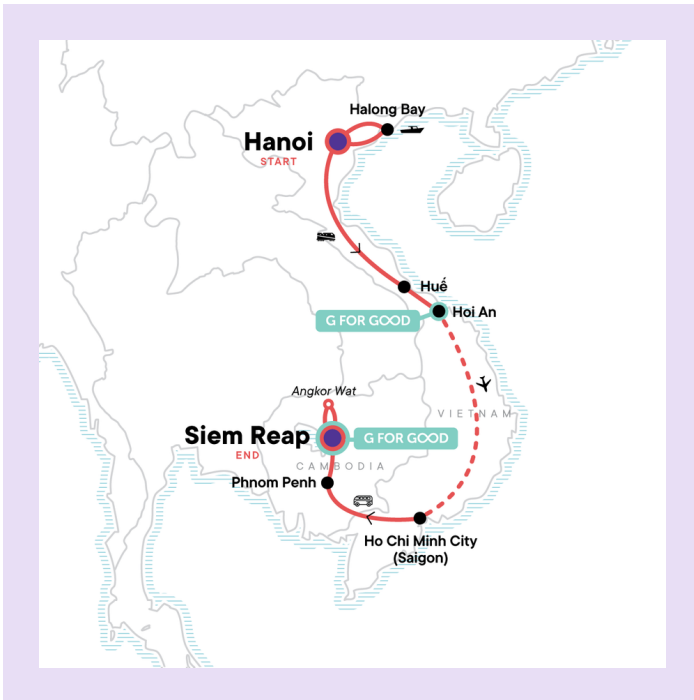 Halong Bay
Hanoi
START
Huế
Hoi An
G FOR GOOD
Angkor Wat
VIETNAM
Siem Reap
END
G FOR GOOD
CAMBODIA
Phnom Penh
Ho Chi Minh City
(Saigon)